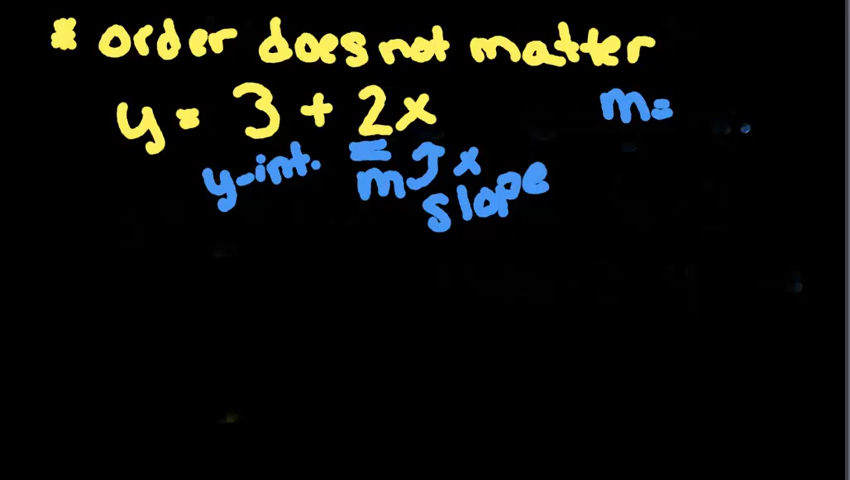 * order does not matter
y = 3 + 2x
m=
y-int. m x
slope